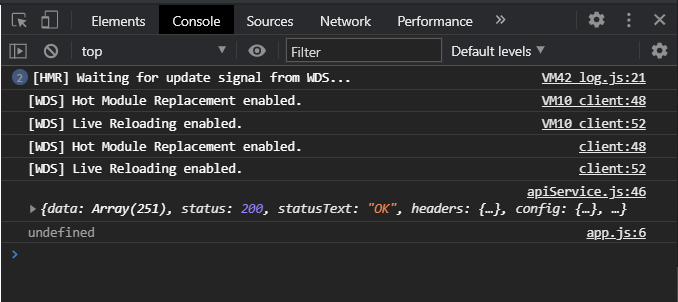 Elements Console Sources Network Performance »
top Filter Default levels
2 [HMR] Waiting for update signal from WDS... VM42 log.js:21
[WDS] Hot Module Replacement enabled. VM10 client:48
[WDS] Live Reloading enabled. VM10 client:52
[WDS] Hot Module Replacement enabled. client:48
[WDS] Live Reloading enabled. client:52
apiService.js:46
{data: Array(251), status: 200, statusText: "OK", headers: {…}, config: {…}, …}
undefined app.js:6